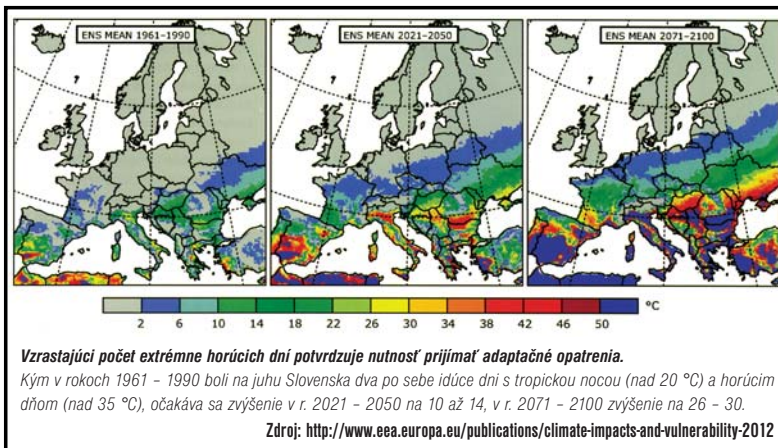 ENS MEAN 1961–1990
ENS MEAN 2021–2050
ENS MEAN 2071–2100
2 6 10 14 18 22 26 30 34 38 42 46 50 °C
Vzrastajúci počet extrémne horúcich dní potvrdzuje nutnosť prijímať adaptačné opatrenia.
Kým v rokoch 1961 – 1990 boli na juhu Slovenska dva po sebe idúce dni s tropickou nocou (nad 20 °C) a horúcim
dňom (nad 35 °C), očakáva sa zvýšenie v r. 2021 – 2050 na 10 až 14, v r. 2071 – 2100 zvýšenie na 26 – 30.
Zdroj: http://www.eea.europa.eu/publications/climate-impacts-and-vulnerability-2012